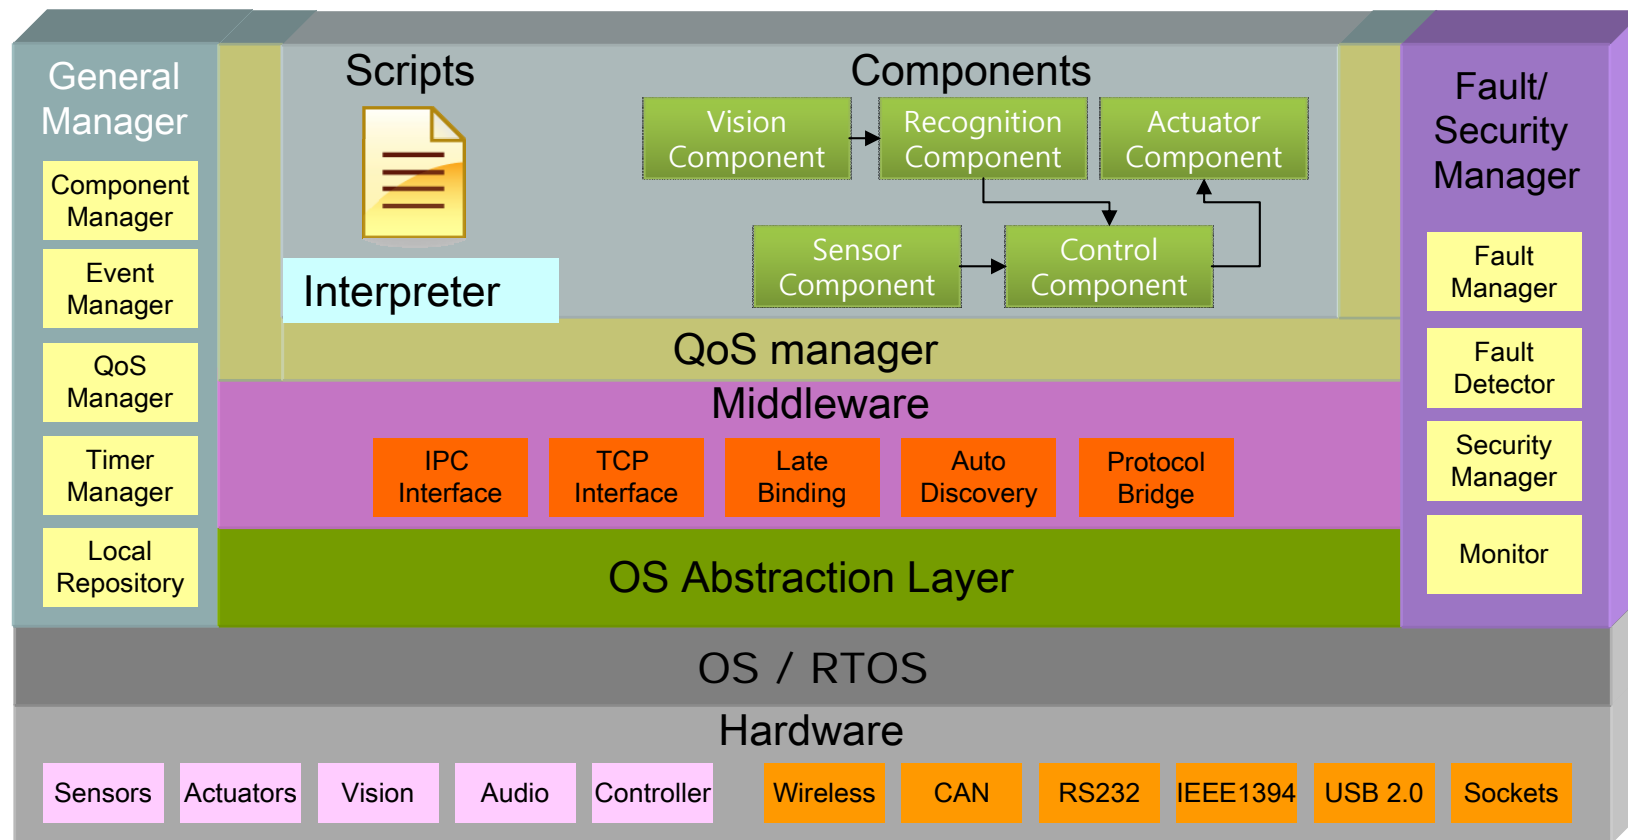 General
Manager
Component
Manager
Event
Manager
QoS
Manager
Timer
Manager
Local
Repository
Scripts
Interpreter
Components
Vision
Component
Recognition
Component
Actuator
Component
Sensor
Component
Control
Component
QoS manager
Middleware
IPC
Interface
TCP
Interface
Late
Binding
Auto
Discovery
Protocol
Bridge
OS Abstraction Layer
Fault/
Security
Manager
Fault
Manager
Fault
Detector
Security
Manager
Monitor
OS / RTOS
Hardware
Sensors
Actuators
Vision
Audio
Controller
Wireless
CAN
RS232
IEEE1394
USB 2.0
Sockets